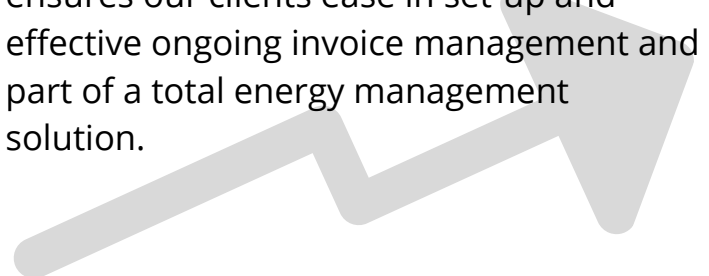 ensures our clients ease in set up and
effective ongoing invoice management and
part of a total energy management
solution.